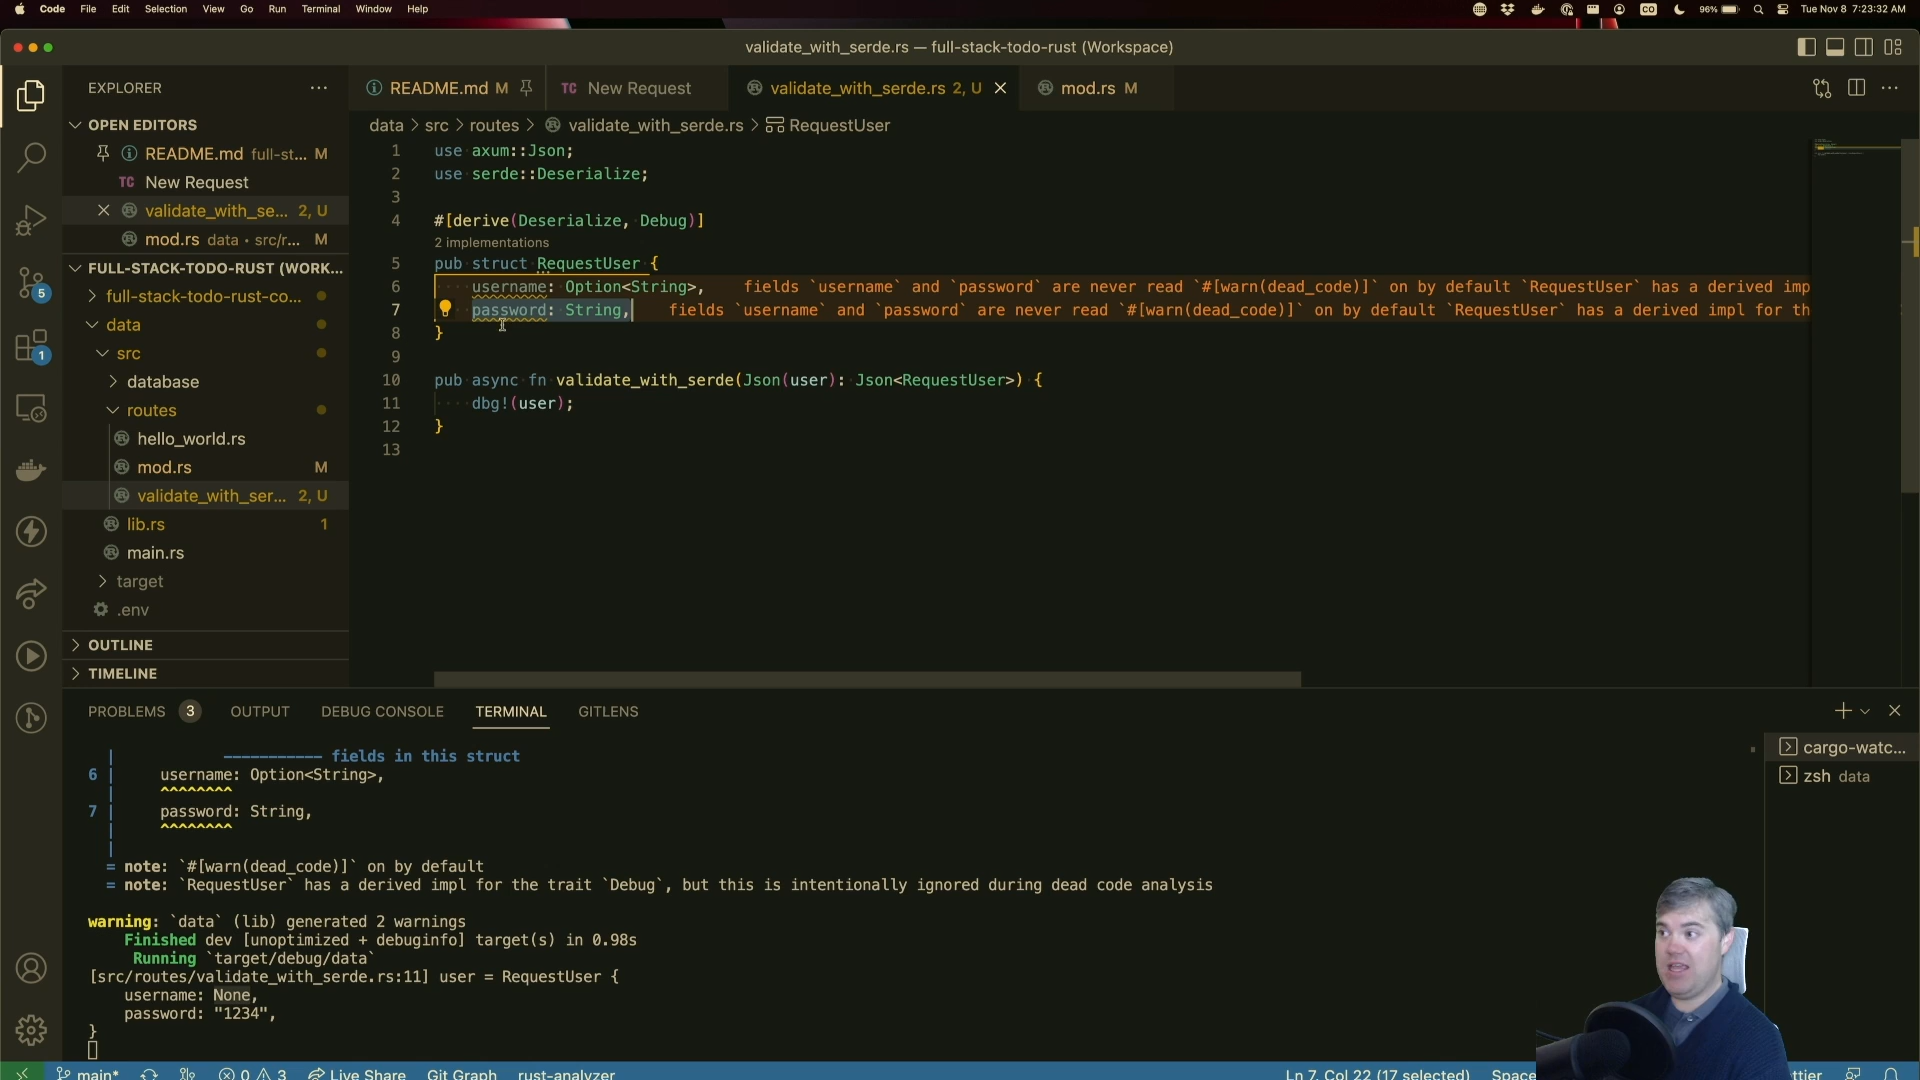 Code File Edit Selection View Go Run Terminal Window Help
CO 96% Tue Nov 8 7:23:32 AM
validate_with_serde.rs — full-stack-todo-rust (Workspace)
EXPLORER
README.md M
TC New Request
validate_with_serde.rs 2, U
mod.rs M
OPEN EDITORS
README.md full-st... M
TC New Request
validate_with_se... 2, U
mod.rs data • src/r... M
FULL-STACK-TODO-RUST (WORK...
full-stack-todo-rust-co...
data
src
database
routes
hello_world.rs
mod.rs M
validate_with_ser... 2, U
lib.rs 1
main.rs
target
.env
OUTLINE
TIMELINE
5
1
data > src > routes > validate_with_serde.rs > RequestUser
1 use axum::Json;
2 use serde::Deserialize;
3
4 #[derive(Deserialize, Debug)]
2 implementations
5 pub struct RequestUser {
6 username: Option<String>, fields `username` and `password` are never read `#[warn(dead_code)]` on by default `RequestUser` has a derived imp
7 password: String, fields `username` and `password` are never read `#[warn(dead_code)]` on by default `RequestUser` has a derived impl for th
8 }
9
10 pub async fn validate_with_serde(Json(user): Json<RequestUser>) {
11 dbg!(user);
12 }
13
PROBLEMS 3 OUTPUT DEBUG CONSOLE TERMINAL GITLENS
| ----------- fields in this struct
6 | username: Option<String>,
| ^^^^^^^^
7 | password: String,
| ^^^^^^^^
|
= note: `#[warn(dead_code)]` on by default
= note: `RequestUser` has a derived impl for the trait `Debug`, but this is intentionally ignored during dead code analysis
warning: `data` (lib) generated 2 warnings
Finished dev [unoptimized + debuginfo] target(s) in 0.98s
Running `target/debug/data`
[src/routes/validate_with_serde.rs:11] user = RequestUser {
username: None,
password: "1234",
}
cargo-watc...
zsh data
main* 0 3 Live Share Git Graph rust-analyzer
Ln 7, Col 22 (17 selected) Space
ttier